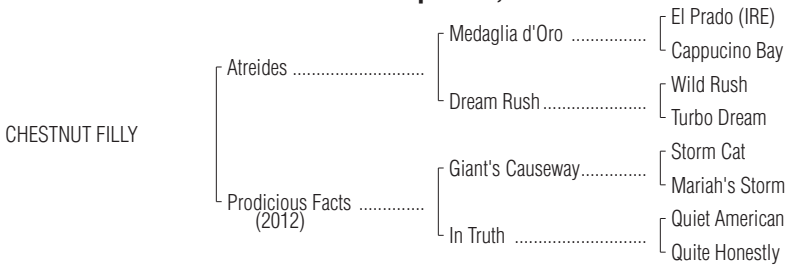 El Prado (IRE)
Medaglia d'Oro ................
Cappucino Bay
Atreides ............................
Wild Rush
Dream Rush......................
Turbo Dream
CHESTNUT FILLY
Storm Cat
Giant's Causeway..............
Mariah's Storm
Prodicious Facts ..............
(2012)
Quiet American
In Truth ............................
Quite Honestly